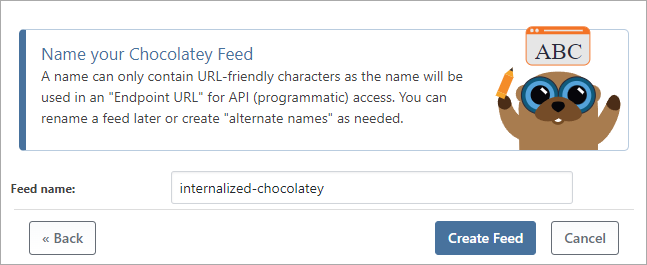 Name your Chocolatey Feed
A name can only contain URL-friendly characters as the name will be
used in an "Endpoint URL" for API (programmatic) access. You can
rename a feed later or create "alternate names" as needed.
ABC
Feed name:
internalized-chocolatey
« Back
Create Feed
Cancel